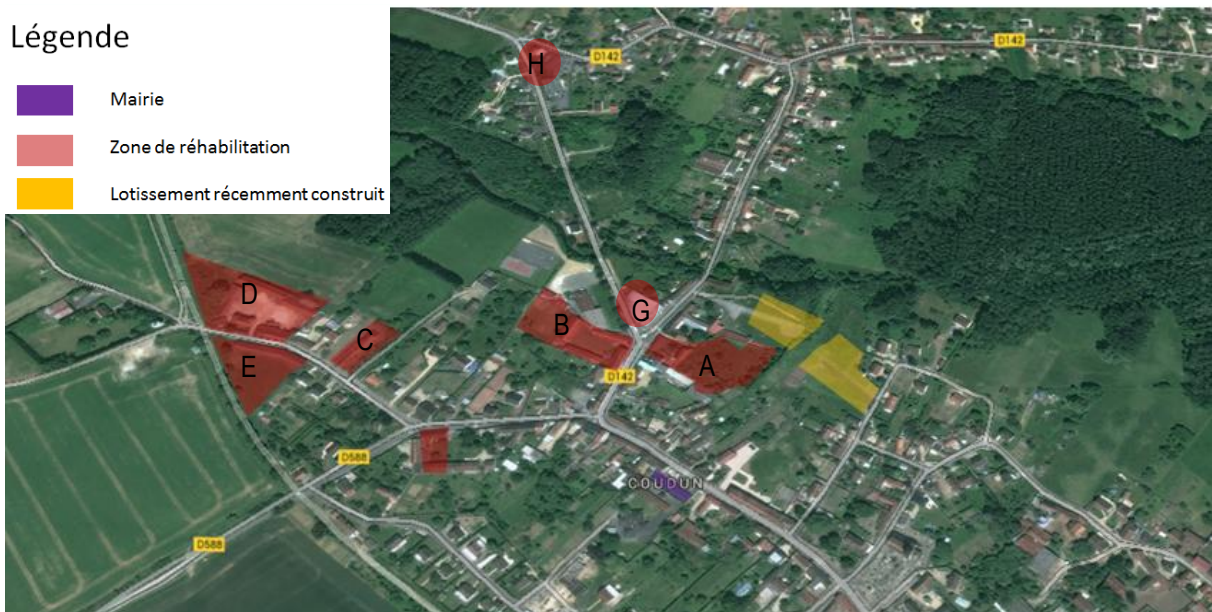 Légende
Mairie
Zone de réhabilitation
Lotissement récemment construit
H
D142
D142
D
C
E
B
G
A
D142
D588
COUDUN
D588